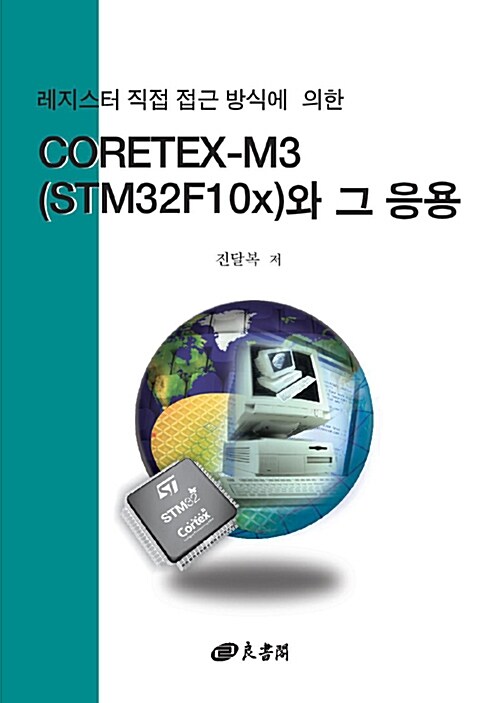 레지스터 직접 접근 방식에 의한
CORETEX-M3
(STM32F10x)와 그 응용
진달복 저
ST
STM32
Cortex
良書閣